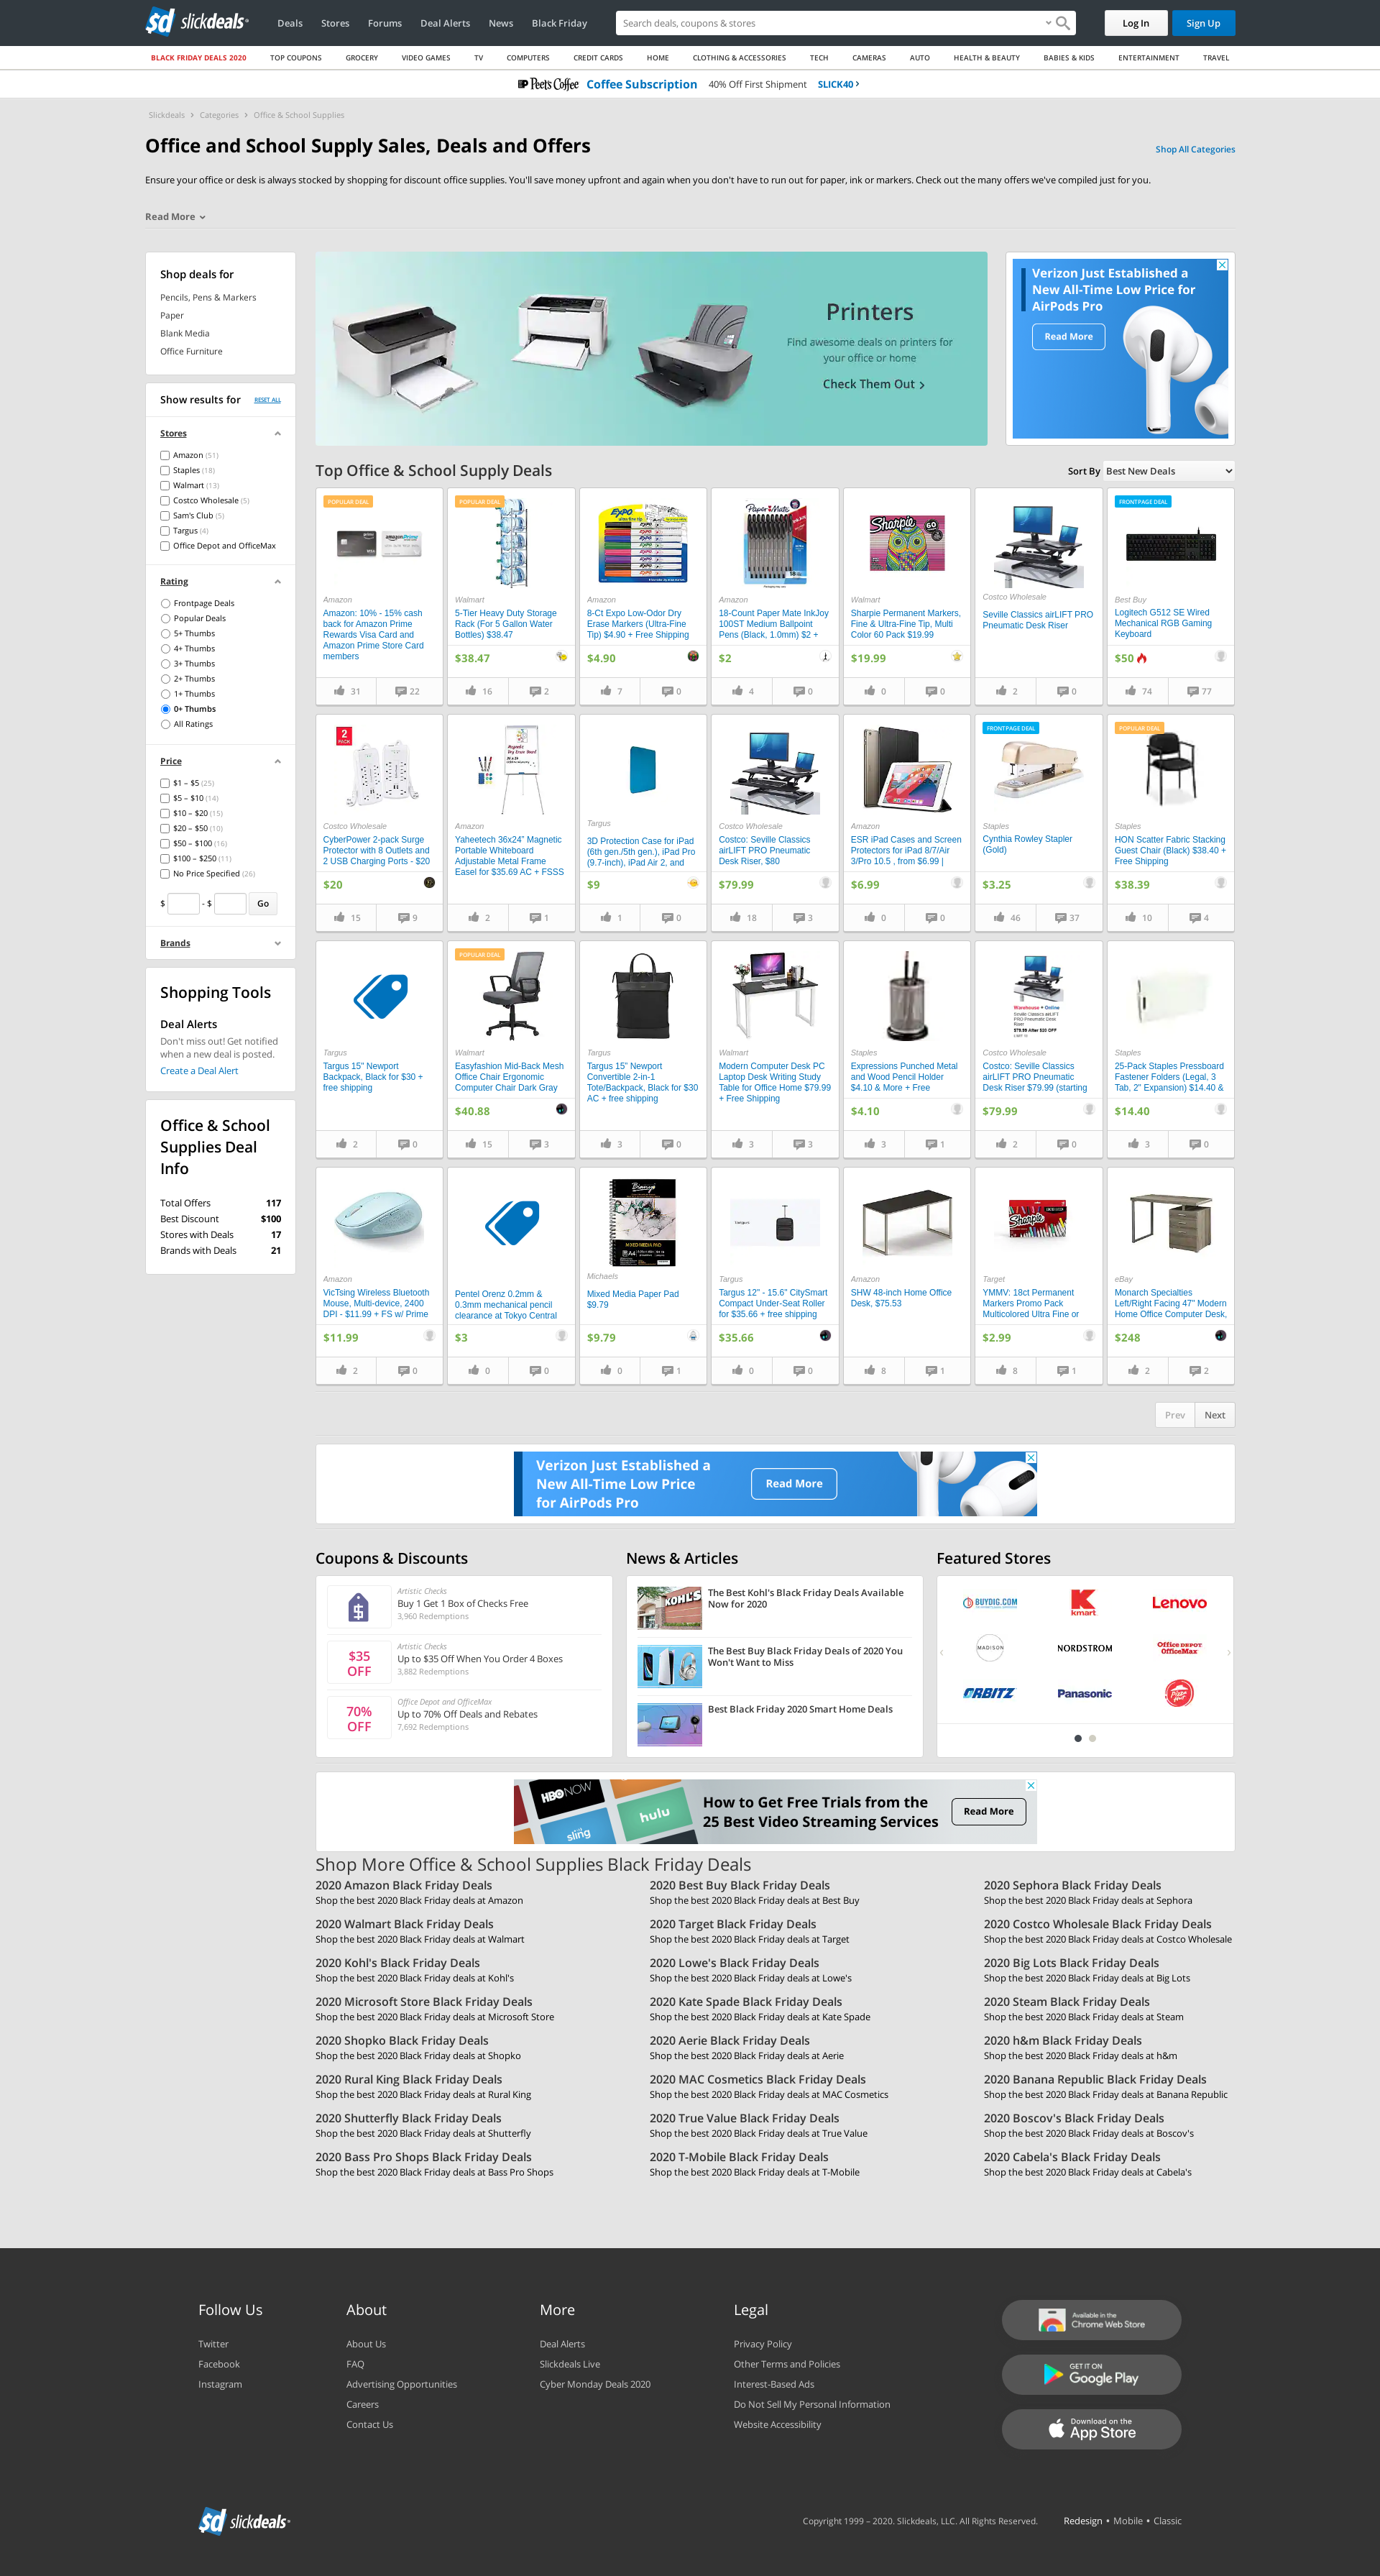 slickdeals
Deals
Stores
Forums
Deal Alerts
News
Black Friday
Search deals, coupons & stores
Log In
Sign Up
BLACK FRIDAY DEALS 2020
TOP COUPONS
GROCERY
VIDEO GAMES
TV
COMPUTERS
CREDIT CARDS
HOME
CLOTHING & ACCESSORIES
TECH
CAMERAS
AUTO
HEALTH & BEAUTY
BABIES & KIDS
ENTERTAINMENT
TRAVEL
Peet's Coffee Coffee Subscription 40% Off First Shipment SLICK40
Slickdeals > Categories > Office & School Supplies
Office and School Supply Sales, Deals and Offers
Shop All Categories
Ensure your office or desk is always stocked by shopping for discount office supplies. You'll save money upfront and again when you don't have to run out for paper, ink or markers. Check out the many offers we've compiled just for you.
Read More
Shop deals for
Pencils, Pens & Markers
Paper
Blank Media
Office Furniture
Show results for RESET ALL
Stores
Amazon (51)
Staples (18)
Walmart (13)
Costco Wholesale (5)
Sam's Club (5)
Targus (4)
Office Depot and OfficeMax
Rating
Frontpage Deals
Popular Deals
5+ Thumbs
4+ Thumbs
3+ Thumbs
2+ Thumbs
1+ Thumbs
0+ Thumbs
All Ratings
Price
$1 – $5 (25)
$5 – $10 (14)
$10 – $20 (15)
$20 – $50 (10)
$50 – $100 (16)
$100 – $250 (11)
No Price Specified (26)
$ - $ Go
Brands
Shopping Tools
Deal Alerts
Don't miss out! Get notified
when a new deal is posted.
Create a Deal Alert
Office & School
Supplies Deal
Info
Total Offers 117
Best Discount $100
Stores with Deals 17
Brands with Deals 21
Printers
Find awesome deals on printers for
your office or home
Check Them Out
Verizon Just Established a
New All-Time Low Price for
AirPods Pro
Read More
Top Office & School Supply Deals
Sort By Best New Deals
POPULAR DEAL
Amazon
Amazon: 10% - 15% cash
back for Amazon Prime
Rewards Visa Card and
Amazon Prime Store Card
members
31 22
POPULAR DEAL
Walmart
5-Tier Heavy Duty Storage
Rack (For 5 Gallon Water
Bottles) $38.47
$38.47
16 2
EXPO
Amazon
8-Ct Expo Low-Odor Dry
Erase Markers (Ultra-Fine
Tip) $4.90 + Free Shipping
$4.90
7 0
Paper Mate
Amazon
18-Count Paper Mate InkJoy
100ST Medium Ballpoint
Pens (Black, 1.0mm) $2 +
$2
4 0
Sharpie 60
Walmart
Sharpie Permanent Markers,
Fine & Ultra-Fine Tip, Multi
Color 60 Pack $19.99
$19.99
0 0
Costco Wholesale
Seville Classics airLIFT PRO
Pneumatic Desk Riser
2 0
FRONTPAGE DEAL
Best Buy
Logitech G512 SE Wired
Mechanical RGB Gaming
Keyboard
$50
74 77
2 PACK
Costco Wholesale
CyberPower 2-pack Surge
Protector with 8 Outlets and
2 USB Charging Ports - $20
$20
15 9
Magnetic
Dry Erase Board
Amazon
Yaheetech 36x24" Magnetic
Portable Whiteboard
Adjustable Metal Frame
Easel for $35.69 AC + FSSS
2 1
Targus
3D Protection Case for iPad
(6th gen./5th gen.), iPad Pro
(9.7-inch), iPad Air 2, and
$9
1 0
Costco Wholesale
Costco: Seville Classics
airLIFT PRO Pneumatic
Desk Riser, $80
$79.99
18 3
Amazon
ESR iPad Cases and Screen
Protectors for iPad 8/7/Air
3/Pro 10.5 , from $6.99 |
$6.99
0 0
FRONTPAGE DEAL
Staples
Cynthia Rowley Stapler
(Gold)
$3.25
46 37
POPULAR DEAL
Staples
HON Scatter Fabric Stacking
Guest Chair (Black) $38.40 +
Free Shipping
$38.39
10 4
Targus
Targus 15" Newport
Backpack, Black for $30 +
free shipping
2 0
POPULAR DEAL
Walmart
Easyfashion Mid-Back Mesh
Office Chair Ergonomic
Computer Chair Dark Gray
$40.88
15 3
Targus
Targus 15" Newport
Convertible 2-in-1
Tote/Backpack, Black for $30
AC + free shipping
3 0
Walmart
Modern Computer Desk PC
Laptop Desk Writing Study
Table for Office Home $79.99
+ Free Shipping
3 3
Staples
Expressions Punched Metal
and Wood Pencil Holder
$4.10 & More + Free
$4.10
3 1
Warehouse + Online
Seville Classics airLIFT
PRO Pneumatic Desk
Riser
$79.99 After $20 OFF
Costco Wholesale
Costco: Seville Classics
airLIFT PRO Pneumatic
Desk Riser $79.99 (starting
$79.99
2 0
Staples
25-Pack Staples Pressboard
Fastener Folders (Legal, 3
Tab, 2" Expansion) $14.40 &
$14.40
3 0
Amazon
VicTsing Wireless Bluetooth
Mouse, Multi-device, 2400
DPI - $11.99 + FS w/ Prime
$11.99
2 0
Pentel Orenz 0.2mm &
0.3mm mechanical pencil
clearance at Tokyo Central
$3
0 0
MIXED MEDIA PAD
Michaels
Mixed Media Paper Pad
$9.79
$9.79
0 1
Targus
Targus 12" - 15.6" CitySmart
Compact Under-Seat Roller
for $35.66 + free shipping
$35.66
0 0
Amazon
SHW 48-inch Home Office
Desk, $75.53
8 1
Sharpie
Target
YMMV: 18ct Permanent
Markers Promo Pack
Multicolored Ultra Fine or
$2.99
8 1
eBay
Monarch Specialties
Left/Right Facing 47" Modern
Home Office Computer Desk,
$248
2 2
Prev Next
Verizon Just Established a
New All-Time Low Price
for AirPods Pro
Read More
Coupons & Discounts
Artistic Checks
Buy 1 Get 1 Box of Checks Free
3,960 Redemptions
$35
OFF
Artistic Checks
Up to $35 Off When You Order 4 Boxes
3,882 Redemptions
70%
OFF
Office Depot and OfficeMax
Up to 70% Off Deals and Rebates
7,692 Redemptions
News & Articles
KOHL'S
The Best Kohl's Black Friday Deals Available
Now for 2020
The Best Buy Black Friday Deals of 2020 You
Won't Want to Miss
Best Black Friday 2020 Smart Home Deals
Featured Stores
BUYDIG.COM
kmart
Lenovo
MADISON
NORDSTROM
Office DEPOT
OfficeMax
ORBITZ
Panasonic
Pizza Hut
HBO NOW
hulu
sling
How to Get Free Trials from the
25 Best Video Streaming Services
Read More
Shop More Office & School Supplies Black Friday Deals
2020 Amazon Black Friday Deals
Shop the best 2020 Black Friday deals at Amazon
2020 Best Buy Black Friday Deals
Shop the best 2020 Black Friday deals at Best Buy
2020 Sephora Black Friday Deals
Shop the best 2020 Black Friday deals at Sephora
2020 Walmart Black Friday Deals
Shop the best 2020 Black Friday deals at Walmart
2020 Target Black Friday Deals
Shop the best 2020 Black Friday deals at Target
2020 Costco Wholesale Black Friday Deals
Shop the best 2020 Black Friday deals at Costco Wholesale
2020 Kohl's Black Friday Deals
Shop the best 2020 Black Friday deals at Kohl's
2020 Lowe's Black Friday Deals
Shop the best 2020 Black Friday deals at Lowe's
2020 Big Lots Black Friday Deals
Shop the best 2020 Black Friday deals at Big Lots
2020 Microsoft Store Black Friday Deals
Shop the best 2020 Black Friday deals at Microsoft Store
2020 Kate Spade Black Friday Deals
Shop the best 2020 Black Friday deals at Kate Spade
2020 Steam Black Friday Deals
Shop the best 2020 Black Friday deals at Steam
2020 Shopko Black Friday Deals
Shop the best 2020 Black Friday deals at Shopko
2020 Aerie Black Friday Deals
Shop the best 2020 Black Friday deals at Aerie
2020 h&m Black Friday Deals
Shop the best 2020 Black Friday deals at h&m
2020 Rural King Black Friday Deals
Shop the best 2020 Black Friday deals at Rural King
2020 MAC Cosmetics Black Friday Deals
Shop the best 2020 Black Friday deals at MAC Cosmetics
2020 Banana Republic Black Friday Deals
Shop the best 2020 Black Friday deals at Banana Republic
2020 Shutterfly Black Friday Deals
Shop the best 2020 Black Friday deals at Shutterfly
2020 True Value Black Friday Deals
Shop the best 2020 Black Friday deals at True Value
2020 Boscov's Black Friday Deals
Shop the best 2020 Black Friday deals at Boscov's
2020 Bass Pro Shops Black Friday Deals
Shop the best 2020 Black Friday deals at Bass Pro Shops
2020 T-Mobile Black Friday Deals
Shop the best 2020 Black Friday deals at T-Mobile
2020 Cabela's Black Friday Deals
Shop the best 2020 Black Friday deals at Cabela's
Follow Us
Twitter
Facebook
Instagram
About
About Us
FAQ
Advertising Opportunities
Careers
Contact Us
More
Deal Alerts
Slickdeals Live
Cyber Monday Deals 2020
Legal
Privacy Policy
Other Terms and Policies
Interest-Based Ads
Do Not Sell My Personal Information
Website Accessibility
Available in the
Chrome Web Store
GET IT ON
Google Play
Download on the
App Store
slickdeals
Copyright 1999 – 2020. Slickdeals, LLC. All Rights Reserved.
Redesign • Mobile • Classic